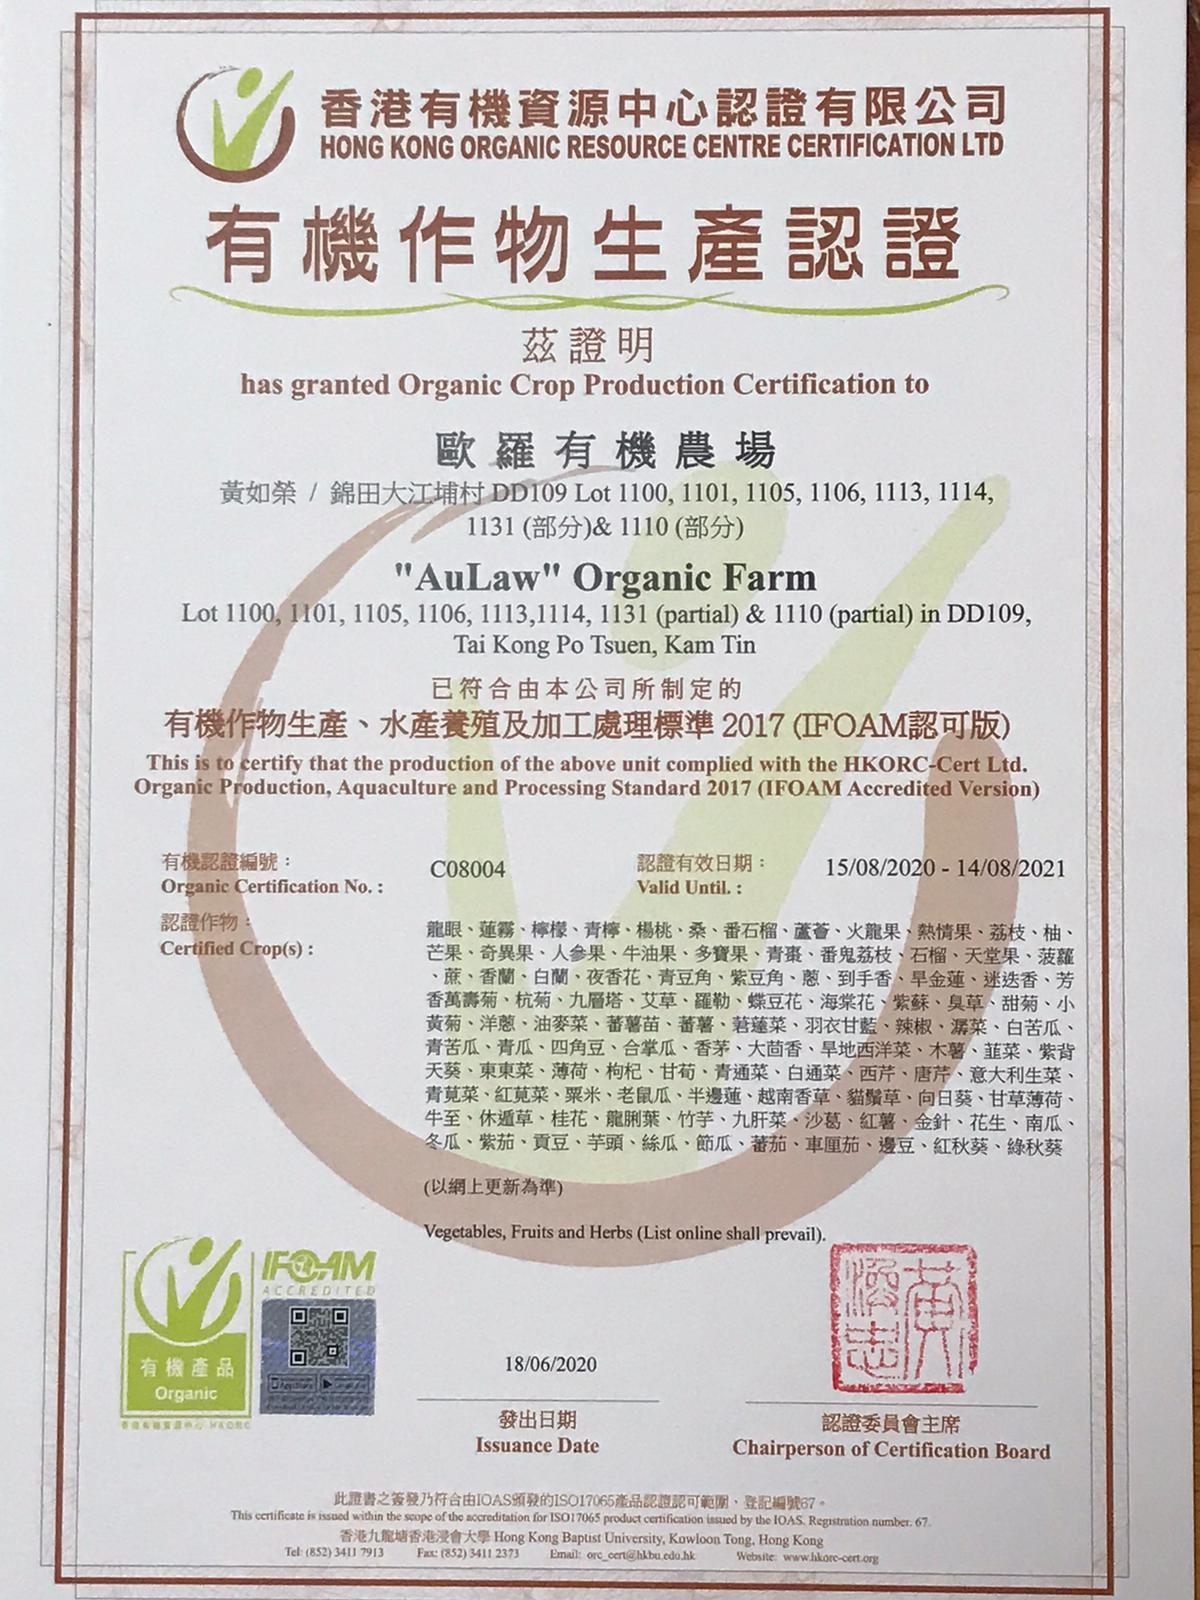 香港有機資源中心認證有限公司
HONG KONG ORGANIC RESOURCE CENTRE CERTIFICATION LTD
有機作物生產認證
茲證明
has granted Organic Crop Production Certification to
歐羅有機農場
黃如榮 / 錦田大江埔村 DD109 Lot 1100, 1101, 1105, 1106, 1113, 1114,
1131 (部分)& 1110 (部分)
"AuLaw" Organic Farm
Lot 1100, 1101, 1105, 1106, 1113,1114, 1131 (partial) & 1110 (partial) in DD109,
Tai Kong Po Tsuen, Kam Tin
已符合由本公司所制定的
有機作物生產、水產養殖及加工處理標準 2017 (IFOAM認可版)
This is to certify that the production of the above unit complied with the HKORC-Cert Ltd.
Organic Production, Aquaculture and Processing Standard 2017 (IFOAM Accredited Version)
有機認證編號：
Organic Certification No. :
C08004
認證有效日期：
Valid Until. :
15/08/2020 - 14/08/2021
認證作物：
Certified Crop(s) :
龍眼、蓮霧、檸檬、青檸、楊桃、桑、番石榴、蘆薈、火龍果、熱情果、荔枝、柚、
芒果、奇異果、人參果、牛油果、多寶果、青棗、番鬼荔枝、石榴、天堂果、菠蘿
、蔗、香蘭、白蘭、夜香花、青豆角、紫豆角、蔥、到手香、旱金蓮、迷迭香、芳
香萬壽菊、杭菊、九層塔、艾草、羅勒、蝶豆花、海棠花、紫蘇、臭草、甜菊、小
黃菊、洋蔥、油麥菜、蕃薯苗、蕃薯、莙薘菜、羽衣甘藍、辣椒、潺菜、白苦瓜、
青苦瓜、青瓜、四角豆、合掌瓜、香茅、大茴香、旱地西洋菜、木薯、韮菜、紫背
天葵、東東菜、薄荷、枸杞、甘荀、青通菜、白通菜、西芹、唐芹、意大利生菜、
青莧菜、紅莧菜、粟米、老鼠瓜、半邊蓮、越南香草、貓鬚草、向日葵、甘草薄荷、
牛至、休遁草、桂花、龍脷葉、竹芋、九肝菜、沙葛、紅薯、金針、花生、南瓜、
冬瓜、紫茄、貢豆、芋頭、絲瓜、節瓜、蕃茄、車厘茄、邊豆、紅秋葵、綠秋葵
(以網上更新為準)
Vegetables, Fruits and Herbs (List online shall prevail).
IFOAM
ACCREDITED
有機產品
Organic
香港有機資源中心 HKORC
18/06/2020
發出日期
Issuance Date
認證委員會主席
Chairperson of Certification Board
此證書之簽發乃符合由IOAS頒發的ISO17065產品認證認可範圍，登記編號67。
This certificate is issued within the scope of the accreditation for ISO17065 product certification issued by the IOAS. Registration number. 67.
香港九龍塘香港浸會大學 Hong Kong Baptist University, Kowloon Tong, Hong Kong
Tel: (852) 3411 7913 Fax: (852) 3411 2373 Email: orc_cert@hkbu.edu.hk Website: www.hkorc-cert.org